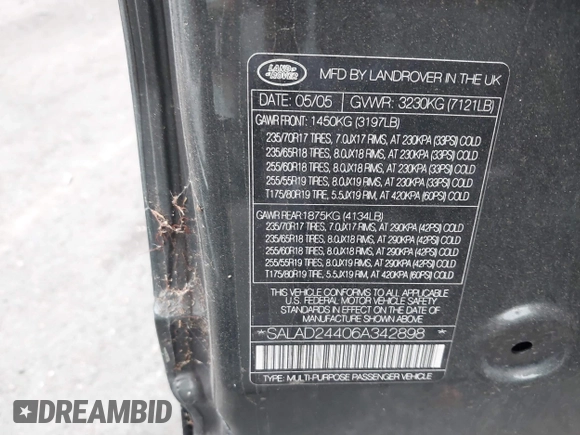 LAND ROVER
MFD BY LANDROVER IN THE UK
DATE: 05/05 GVWR: 3230KG (7121LB)
GAWR FRONT: 1450KG (3197LB)
235/70R17 TIRES, 7.0JX17 RIMS, AT 230KPA (33PSI) COLD
235/65R18 TIRES, 8.0JX18 RIMS, AT 230KPA (33PSI) COLD
255/60R18 TIRES, 8.0JX18 RIMS, AT 230KPA (33PSI) COLD
255/55R19 TIRES, 8.0JX19 RIMS, AT 230KPA (33PSI) COLD
T175/80R19 TIRE, 5.5JX19 RIM, AT 420KPA (60PSI) COLD
GAWR REAR:1875KG (4134LB)
235/70R17 TIRES, 7.0JX17 RIMS, AT 290KPA (42PSI) COLD
235/65R18 TIRES, 8.0JX18 RIMS, AT 290KPA (42PSI) COLD
255/60R18 TIRES, 8.0JX18 RIMS, AT 290KPA (42PSI) COLD
255/55R19 TIRES, 8.0JX19 RIMS, AT 290KPA (42PSI) COLD
T175/80R19 TIRE, 5.5JX19 RIM, AT 420KPA (60PSI) COLD
THIS VEHICLE CONFORMS TO ALL APPLICABLE
U.S. FEDERAL MOTOR VEHICLE SAFETY
STANDARDS IN EFFECT ON THE DATE OF
MANUFACTURE SHOWN ABOVE
*SALAD24406A342898*
TYPE: MULTI-PURPOSE PASSENGER VEHICLE
DREAMBID